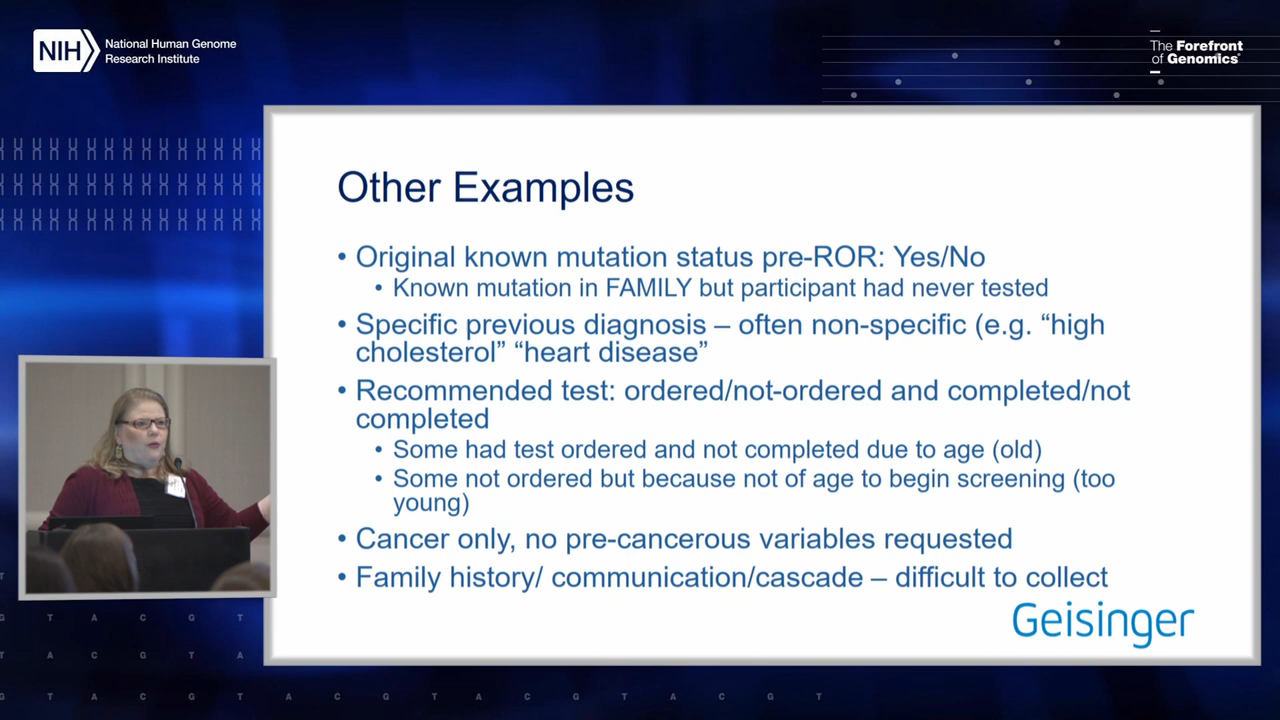 NIH
National Human Genome
Research Institute
The Forefront
of Genomics®
Other Examples
• Original known mutation status pre-ROR: Yes/No
• Known mutation in FAMILY but participant had never tested
• Specific previous diagnosis – often non-specific (e.g. “high
cholesterol” “heart disease”
• Recommended test: ordered/not-ordered and completed/not
completed
• Some had test ordered and not completed due to age (old)
• Some not ordered but because not of age to begin screening (too
young)
• Cancer only, no pre-cancerous variables requested
• Family history/ communication/cascade – difficult to collect
Geisinger
T
G T A C G T
T A C G T A
G T A C G T A C G T A C G T A C G T